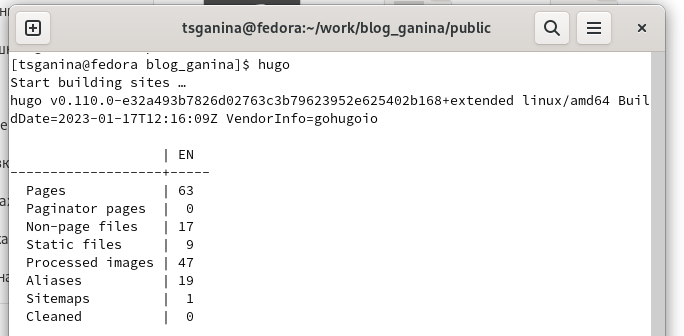 tsganina@fedora:~/work/blog_ganina/public
[tsganina@fedora blog_ganina]$ hugo
Start building sites …
hugo v0.110.0-e32a493b7826d02763c3b79623952e625402b168+extended linux/amd64 Buil
dDate=2023-01-17T12:16:09Z VendorInfo=gohugoio
                   | EN
-------------------+-----
  Pages            | 63
  Paginator pages  |  0
  Non-page files   | 17
  Static files     |  9
  Processed images | 47
  Aliases          | 19
  Sitemaps         |  1
  Cleaned          |  0